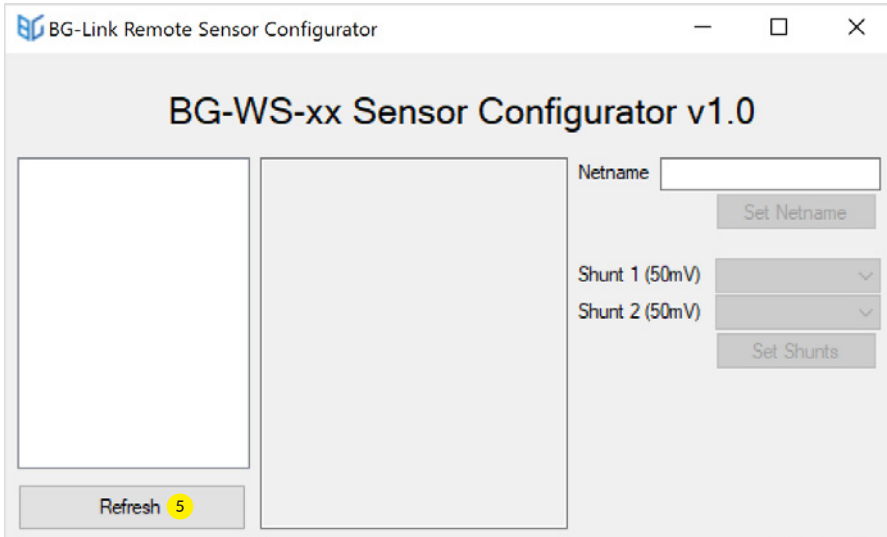 BG-Link Remote Sensor Configurator
BG-WS-xx Sensor Configurator v1.0
Netname
Set Netname
Shunt 1 (50mV)
Shunt 2 (50mV)
Set Shunts
Refresh 5